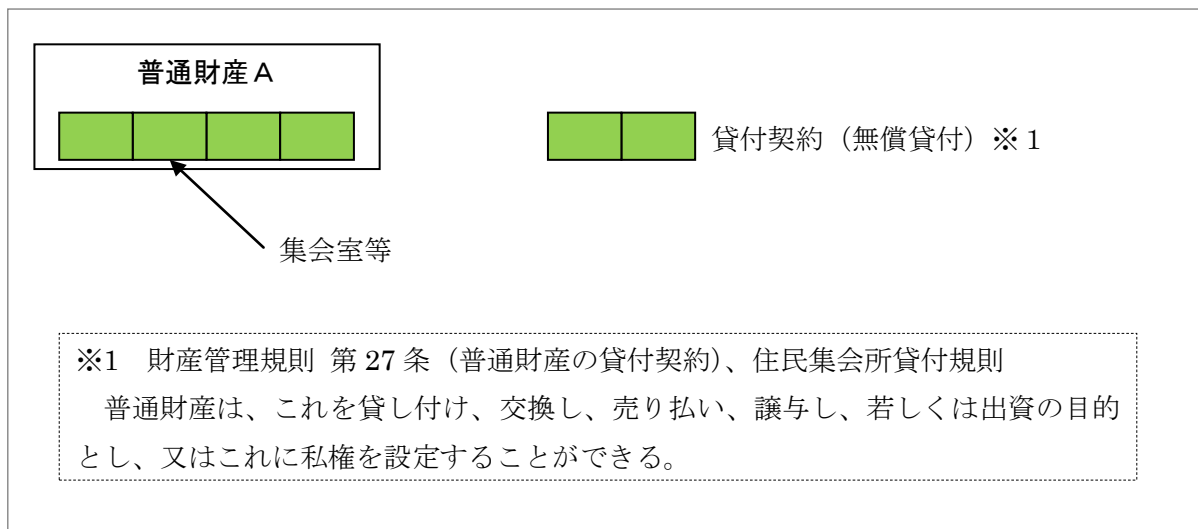 普通財産A
貸付契約（無償貸付）※1
集会室等
※1　財産管理規則 第27条（普通財産の貸付契約）、住民集会所貸付規則
普通財産は、これを貸し付け、交換し、売り払い、譲与し、若しくは出資の目的
とし、又はこれに私権を設定することができる。